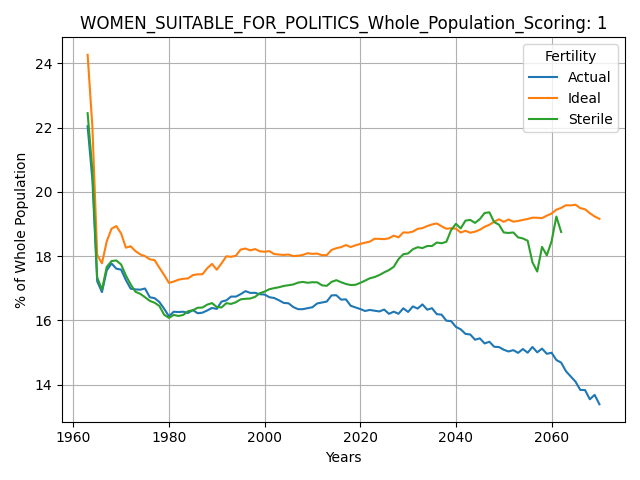 WOMEN_SUITABLE_FOR_POLITICS_Whole_Population_Scoring: 1
Fertility
Actual
Ideal
Sterile
% of Whole Population
24
22
20
18
16
14
1960
1980
2000
2020
2040
2060
Years